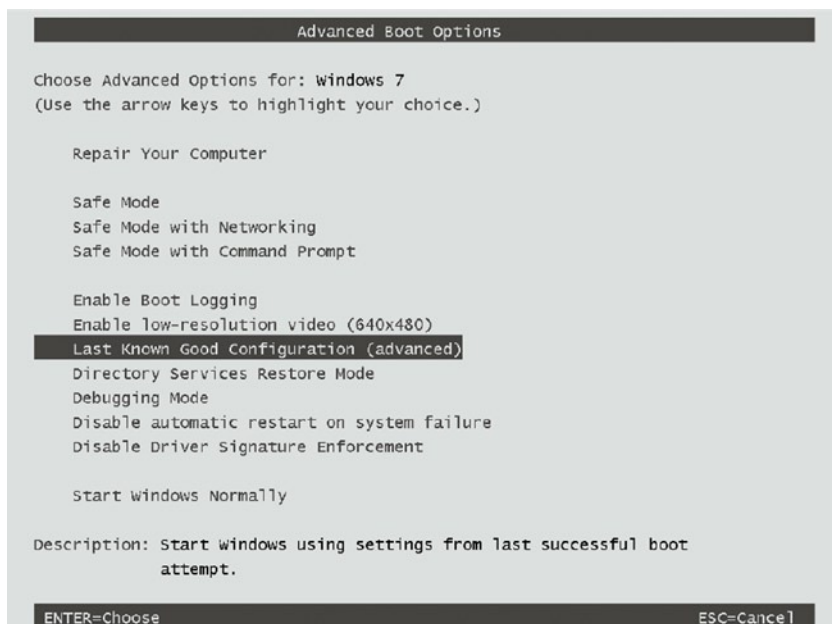 Advanced Boot Options
Choose Advanced Options for: Windows 7
(Use the arrow keys to highlight your choice.)
Repair Your Computer
Safe Mode
Safe Mode with Networking
Safe Mode with Command Prompt
Enable Boot Logging
Enable low-resolution video (640x480)
Last Known Good Configuration (advanced)
Directory Services Restore Mode
Debugging Mode
Disable automatic restart on system failure
Disable Driver Signature Enforcement
Start Windows Normally
Description: Start Windows using settings from last successful boot
attempt.
ENTER=Choose ESC=Cancel